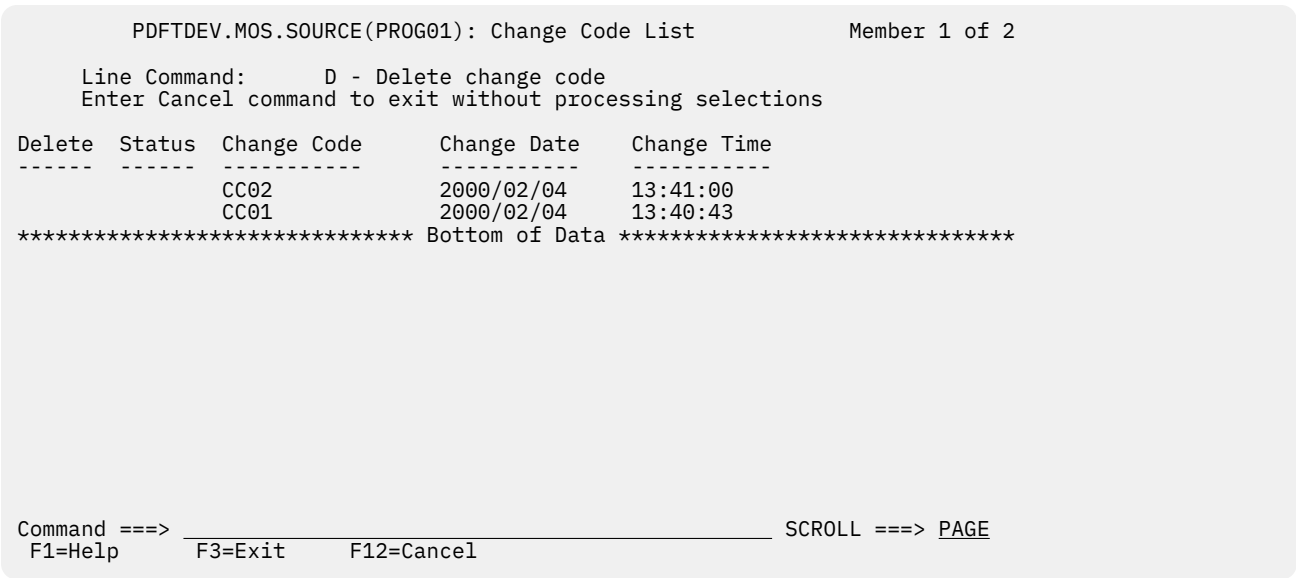 PDFTDEV.MOS.SOURCE(PROG01): Change Code List            Member 1 of 2
Line Command:      D - Delete change code
Enter Cancel command to exit without processing selections
Delete  Status  Change Code      Change Date    Change Time
------  ------  -----------      -----------    -----------
CC02             2000/02/04     13:41:00
CC01             2000/02/04     13:40:43
******************************* Bottom of Data *******************************
Command ===> ______________________________________________ SCROLL ===> PAGE
F1=Help      F3=Exit     F12=Cancel